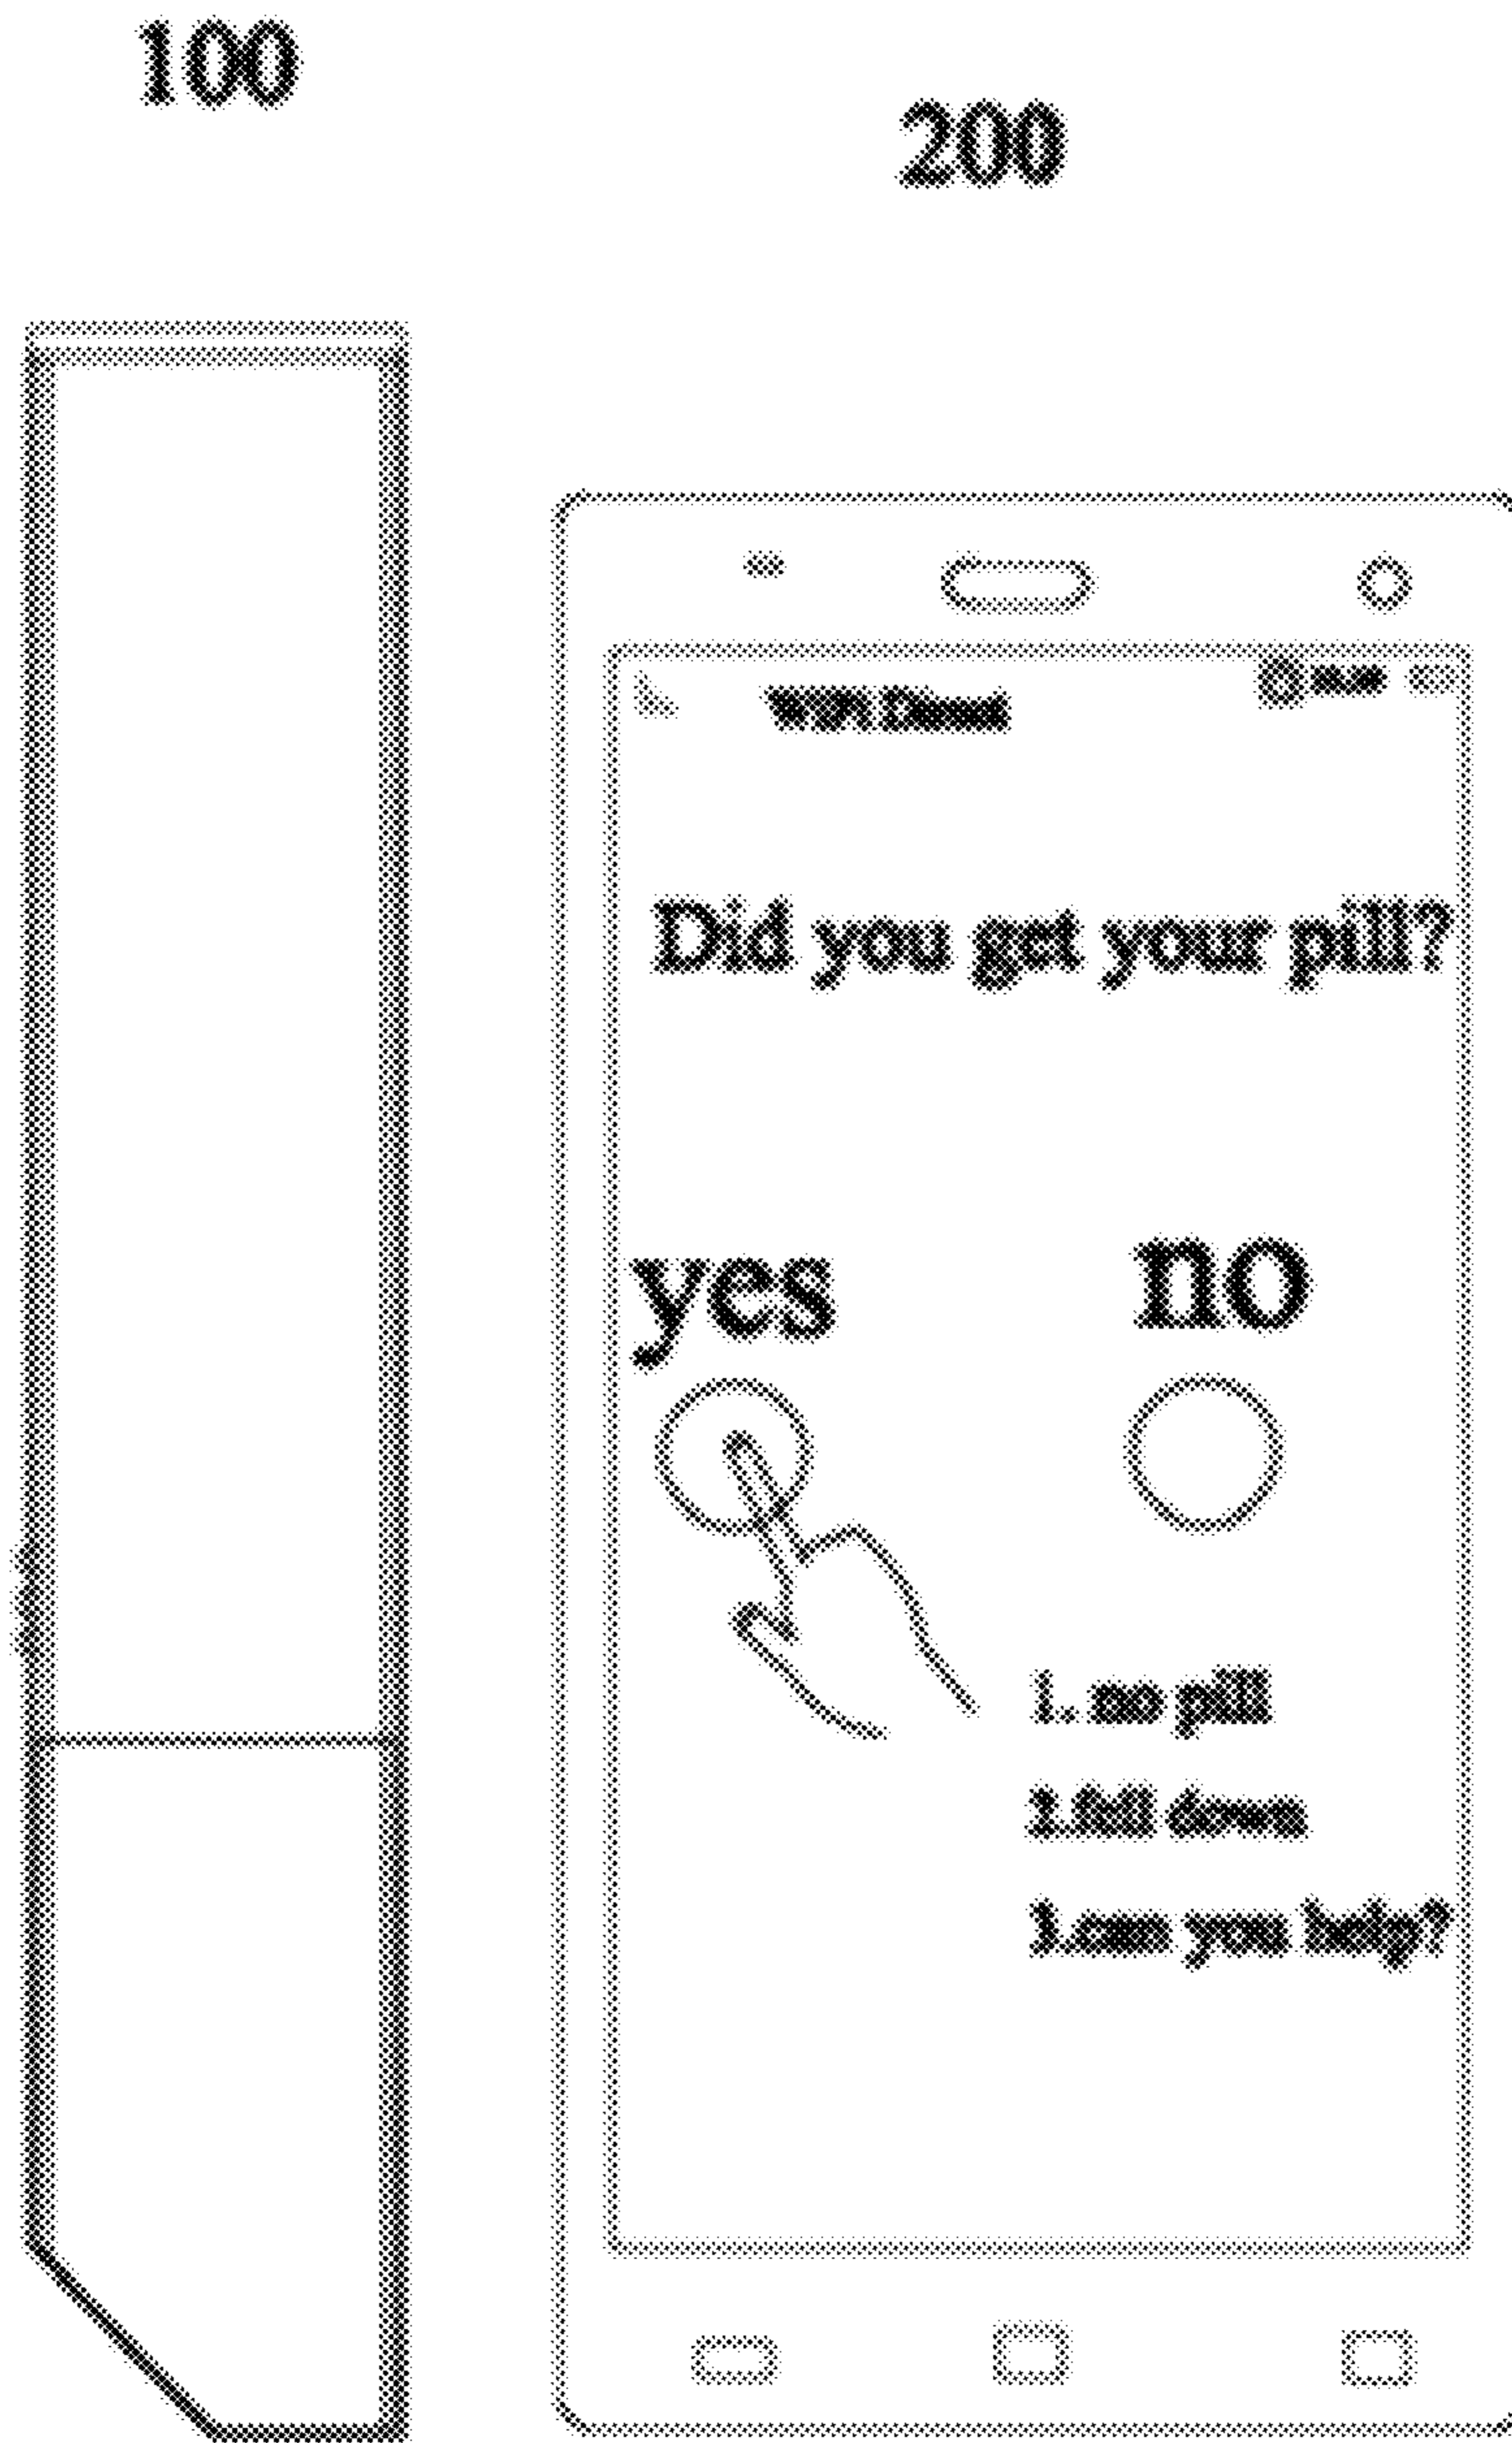 100
200
WIFI
Did you get your pill?
yes no
1. no pill
2.fell down
3.can you help?